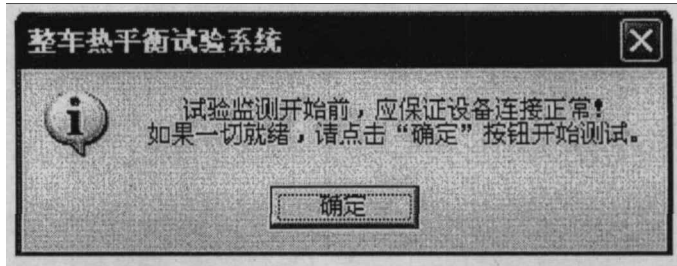 整车热平衡试验系统
试验监测开始前，应保证设备连接正常！
如果一切就绪，请点击“确定”按钮开始测试。
确定